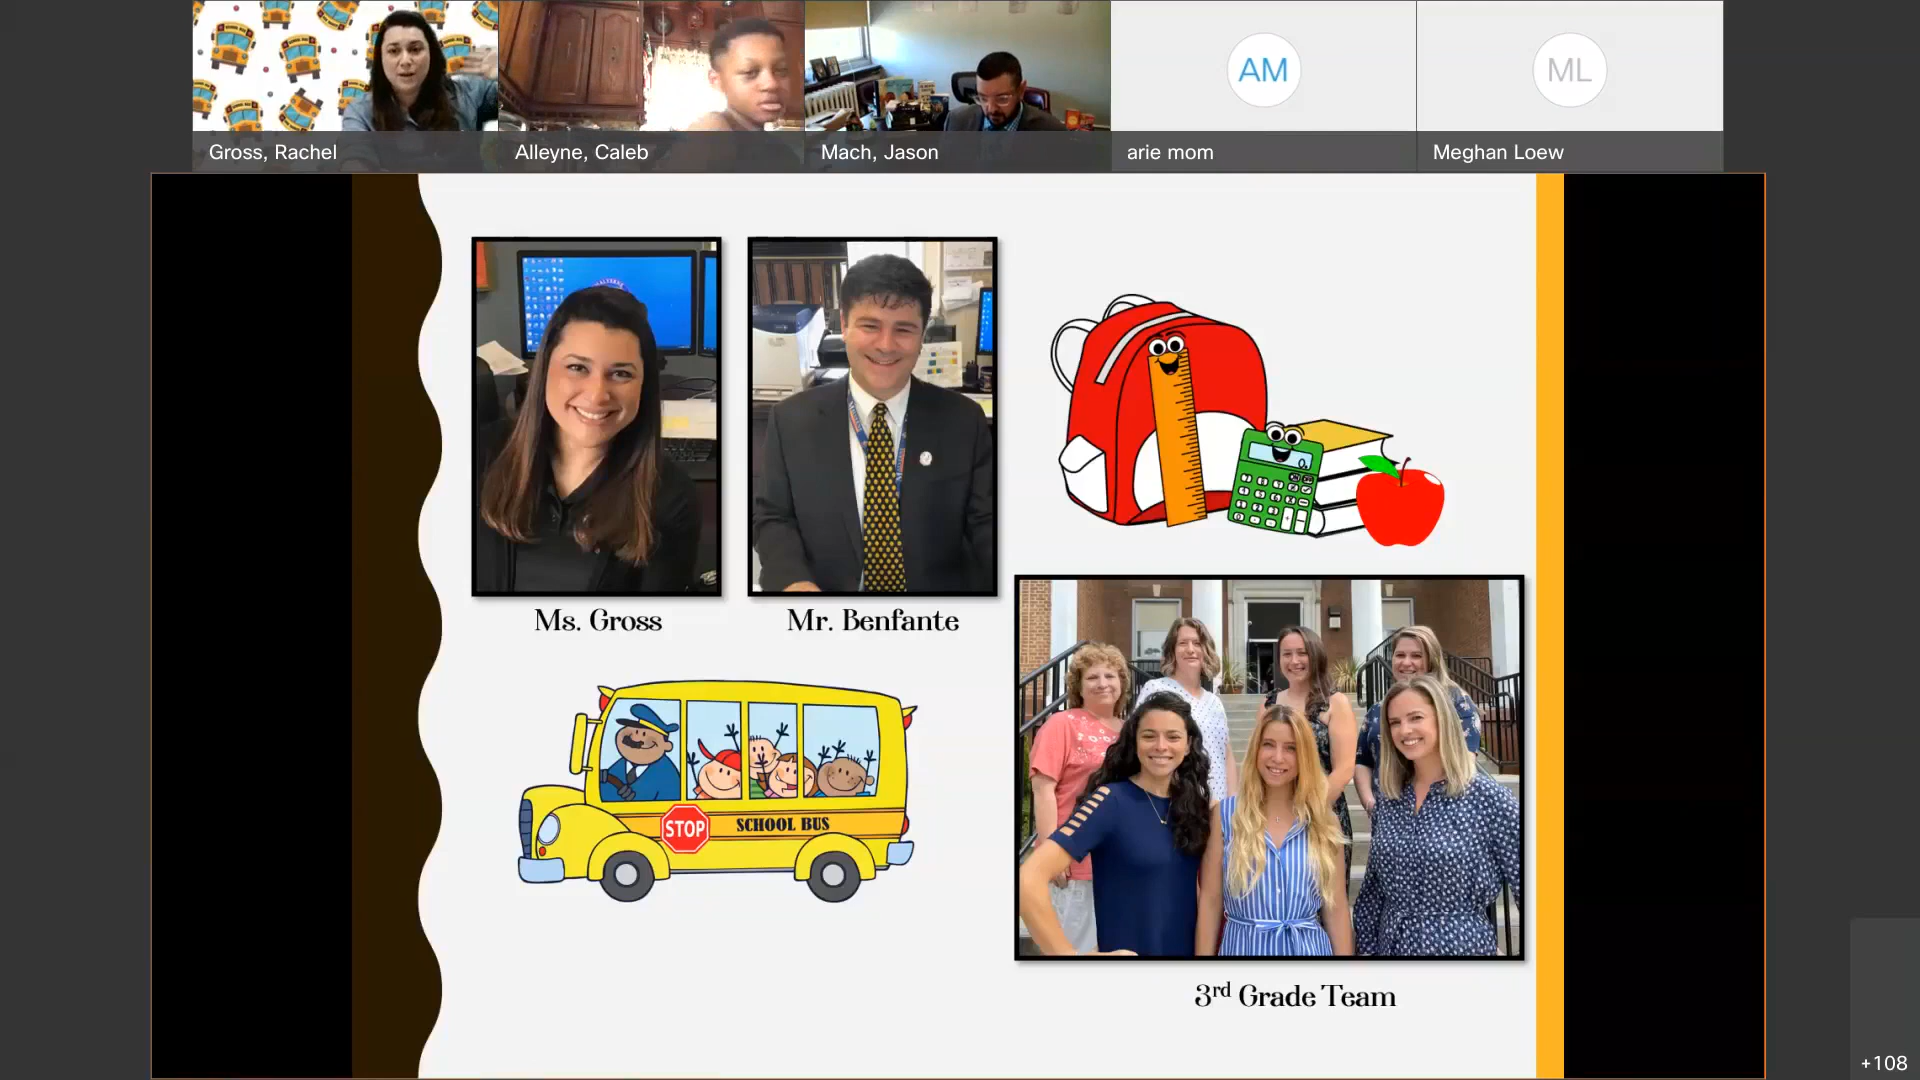 AM
ML
Gross, Rachel
Alleyne, Caleb
Mach, Jason
arie mom
Meghan Loew
Ms. Gross
Mr. Benfante
STOP
SCHOOL BUS
3rd Grade Team
+108